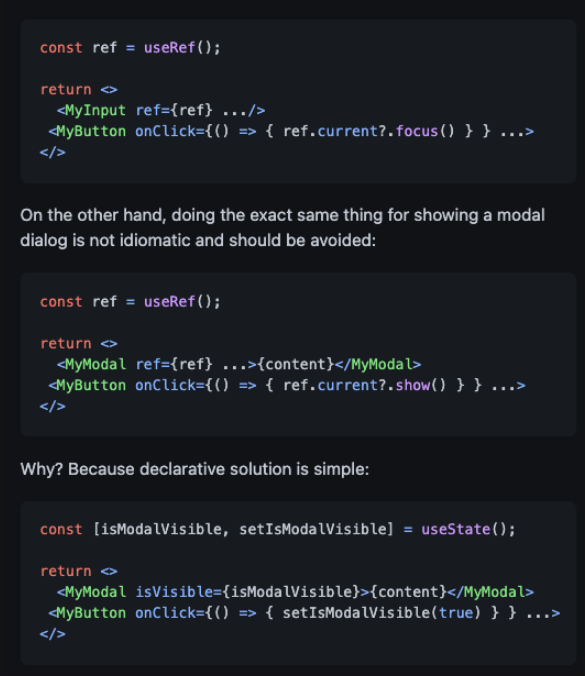 const ref = useRef();
return <>
<MyInput ref={ref} .../>
<MyButton onClick={() => { ref.current?.focus() } } ...>
</>
On the other hand, doing the exact same thing for showing a modal
dialog is not idiomatic and should be avoided:
const ref = useRef();
return <>
<MyModal ref={ref} ...>{content}</MyModal>
<MyButton onClick={() => { ref.current?.show() } } ...>
</>
Why? Because declarative solution is simple:
const [isModalVisible, setIsModalVisible] = useState();
return <>
<MyModal isVisible={isModalVisible}>{content}</MyModal>
<MyButton onClick={() => { setIsModalVisible(true) } } ...>
</>